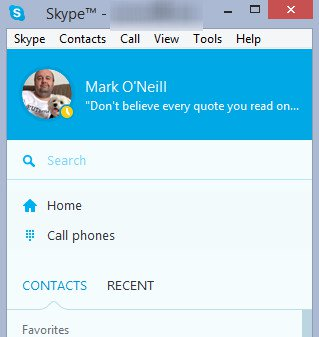 Skype™ -
Skype Contacts Call View Tools Help
Mark O'Neill
"Don't believe every quote you read on...
Search
Home
Call phones
CONTACTS RECENT
Favorites